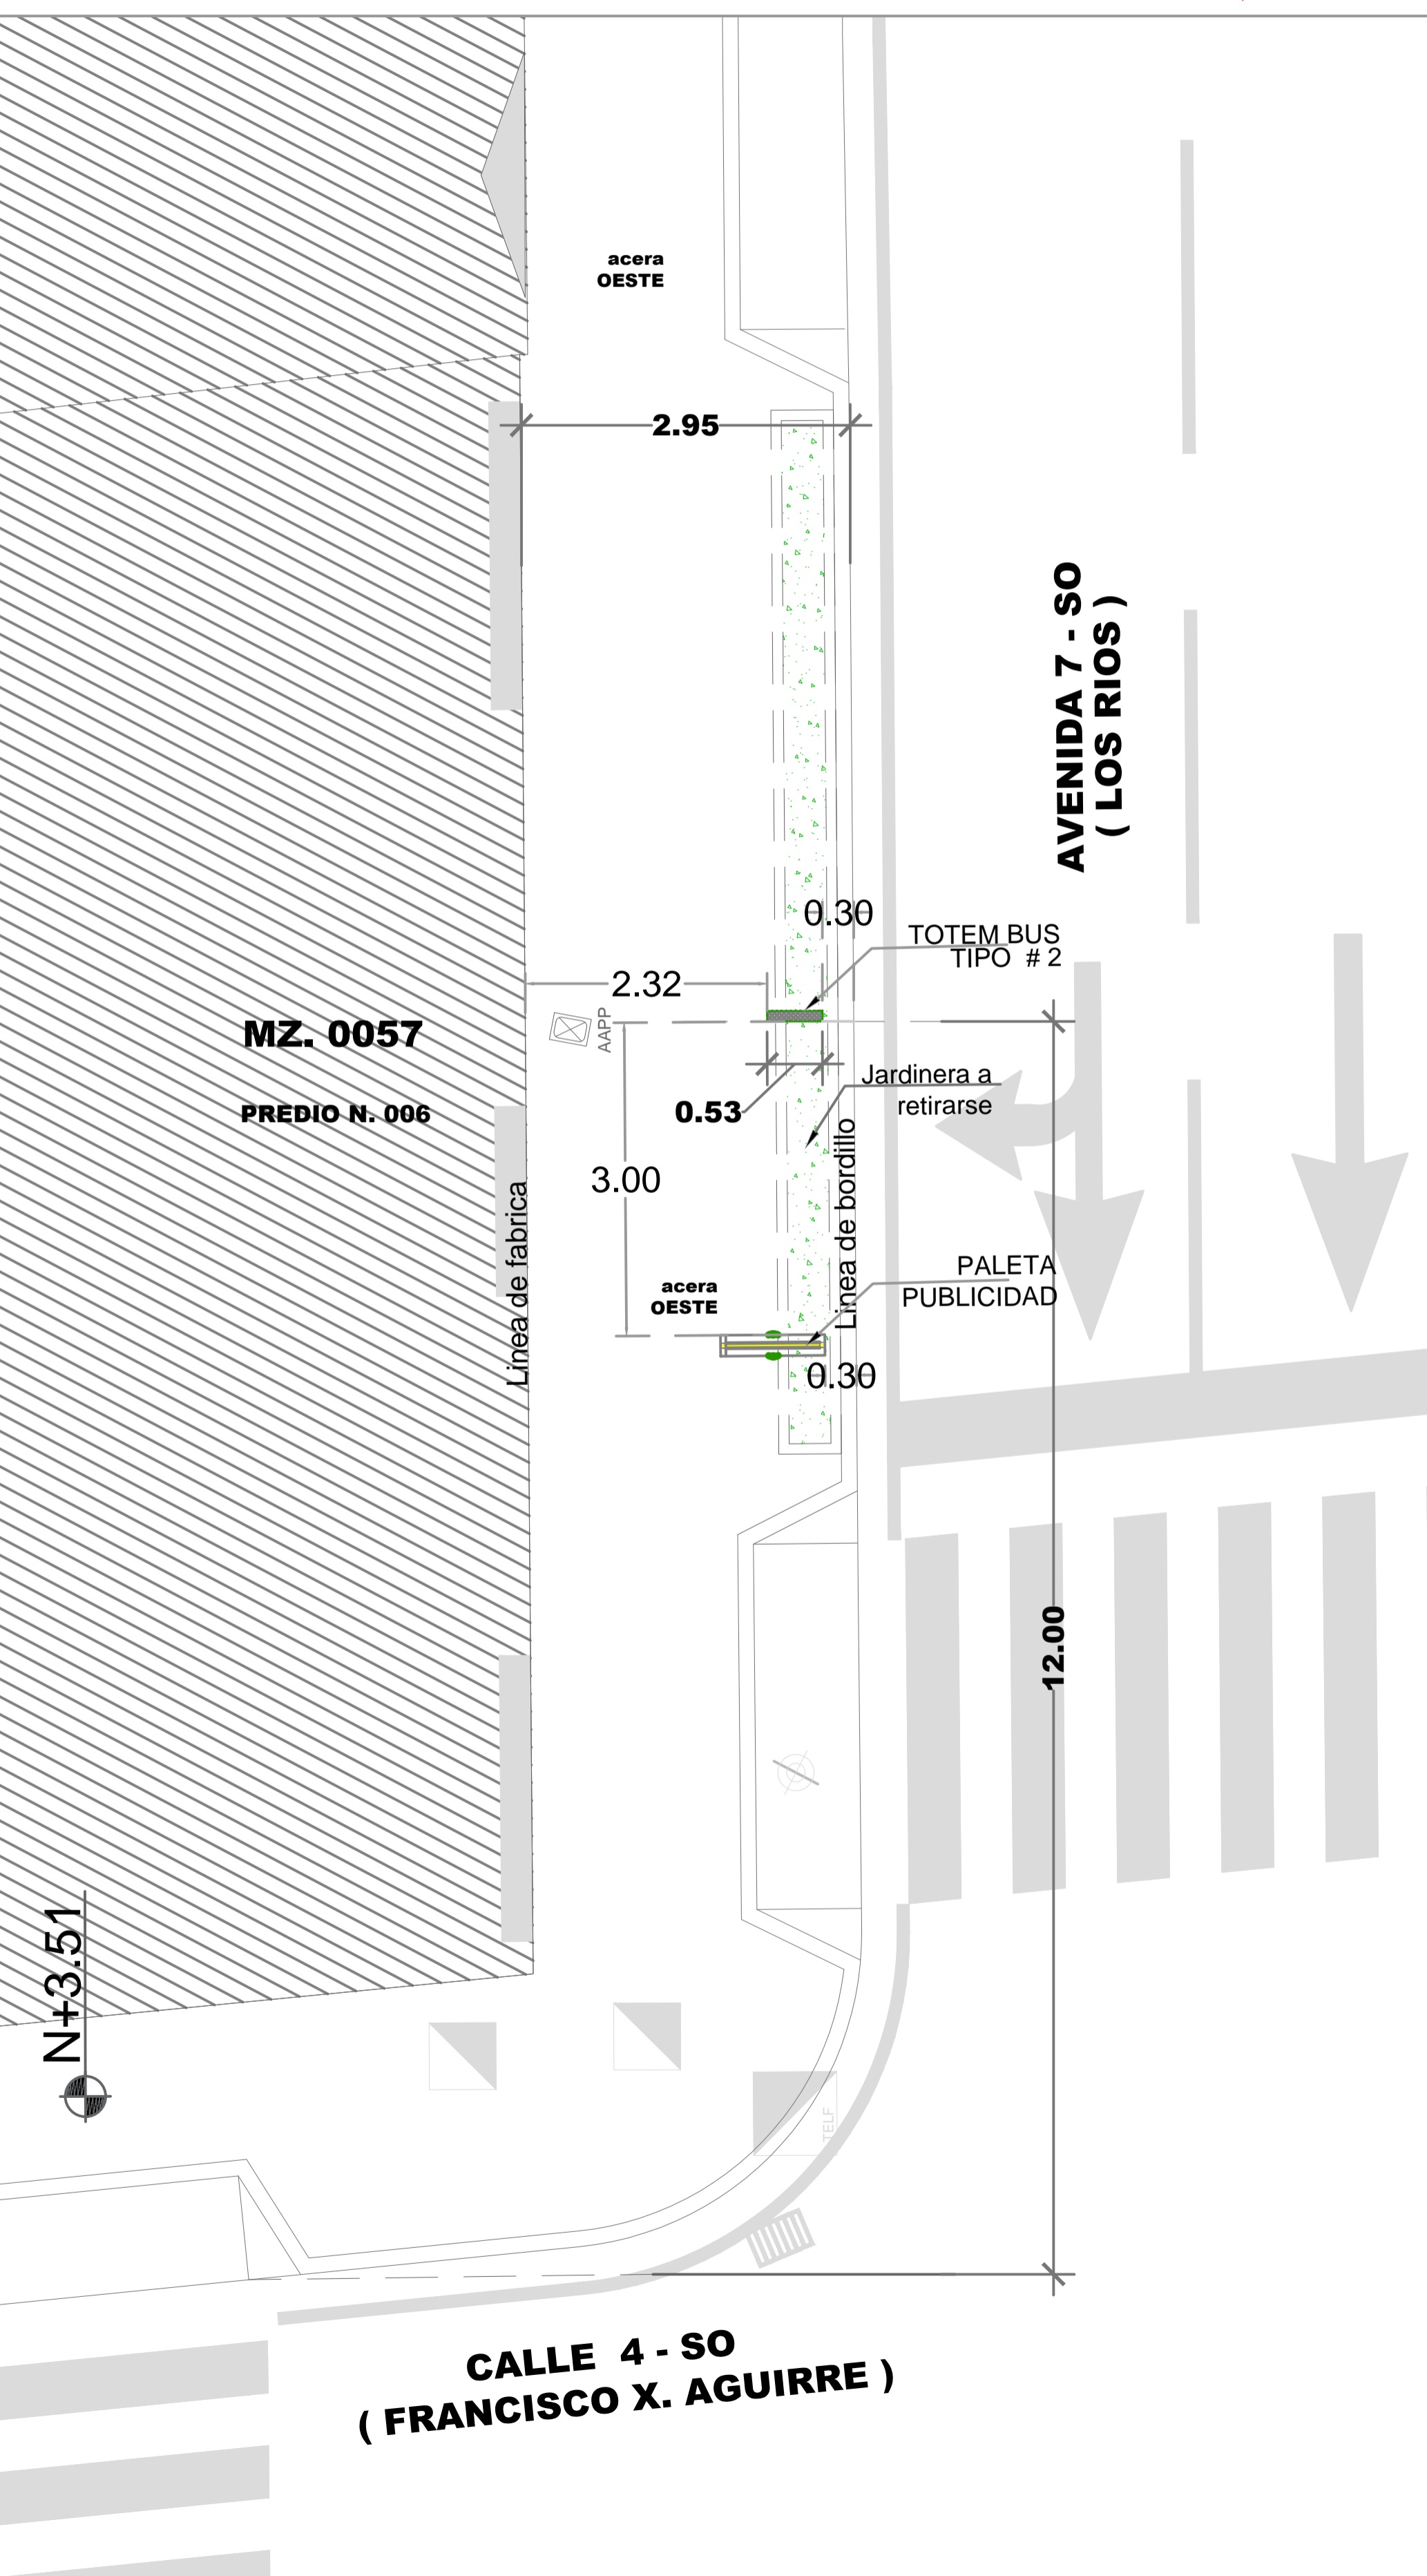 acera
OESTE
2.95
AVENIDA 7 - SO
( LOS RIOS )
0.30
TOTEM BUS
TIPO # 2
2.32
AAPP
MZ. 0057
PREDIO N. 006
Jardinera a
retirarse
0.53
3.00
Linea de fabrica
Linea de bordillo
PALETA
PUBLICIDAD
acera
OESTE
0.30
12.00
N+3.51
TELF
CALLE 4 - SO
( FRANCISCO X. AGUIRRE )